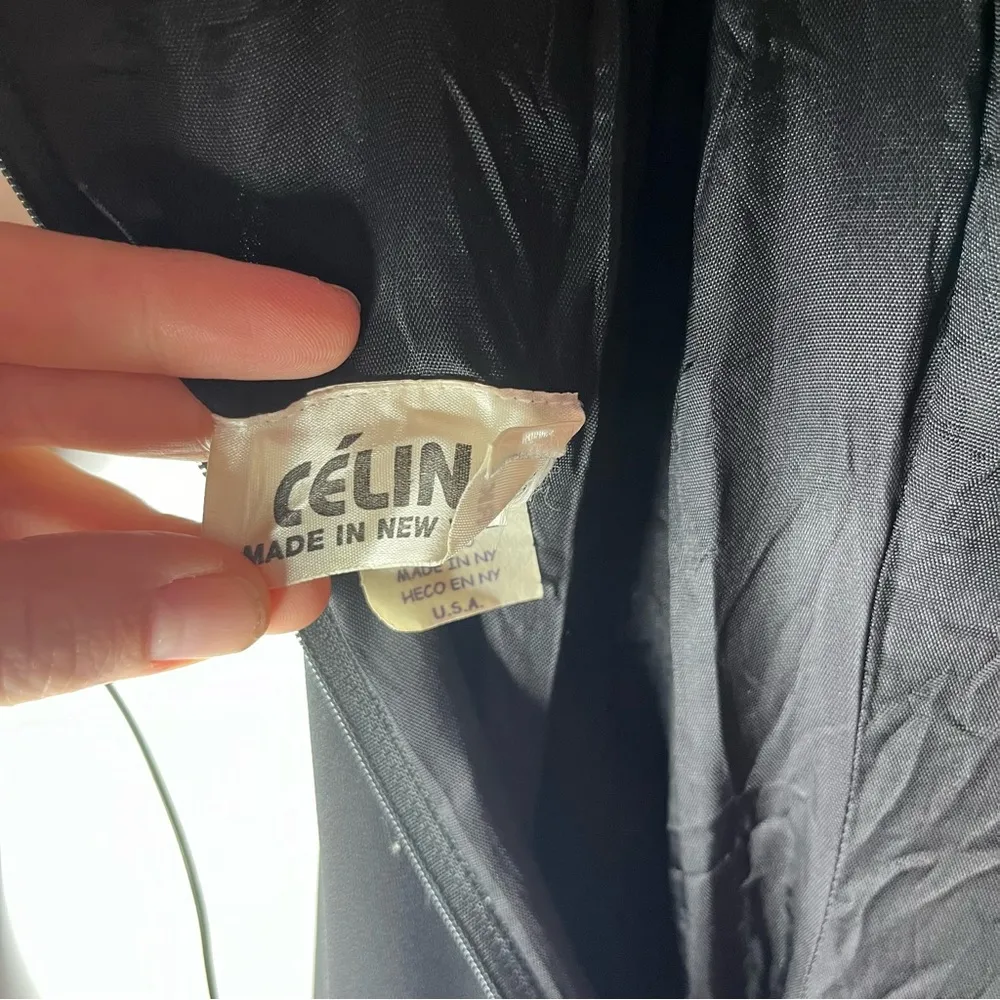 CÉLIN
MADE IN NEW
MADE IN NY
HECO EN NY
U.S.A.